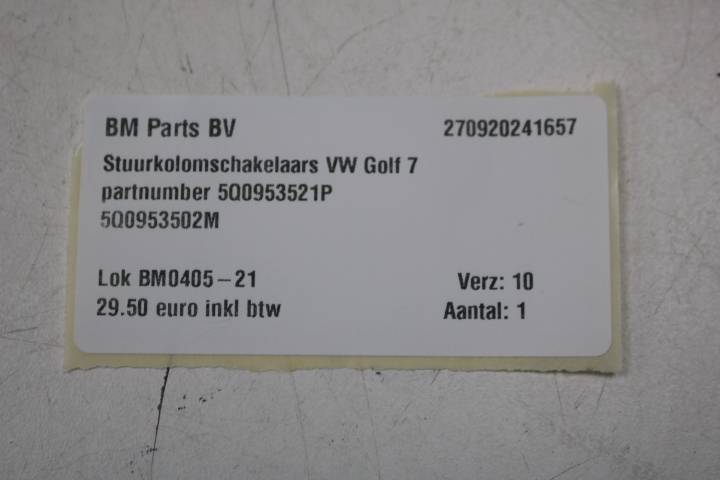 BM Parts BV 270920241657
Stuurkolomschakelaars VW Golf 7
partnumber 5Q0953521P
5Q0953502M
Lok BM0405-21 Verz: 10
29.50 euro inkl btw Aantal: 1